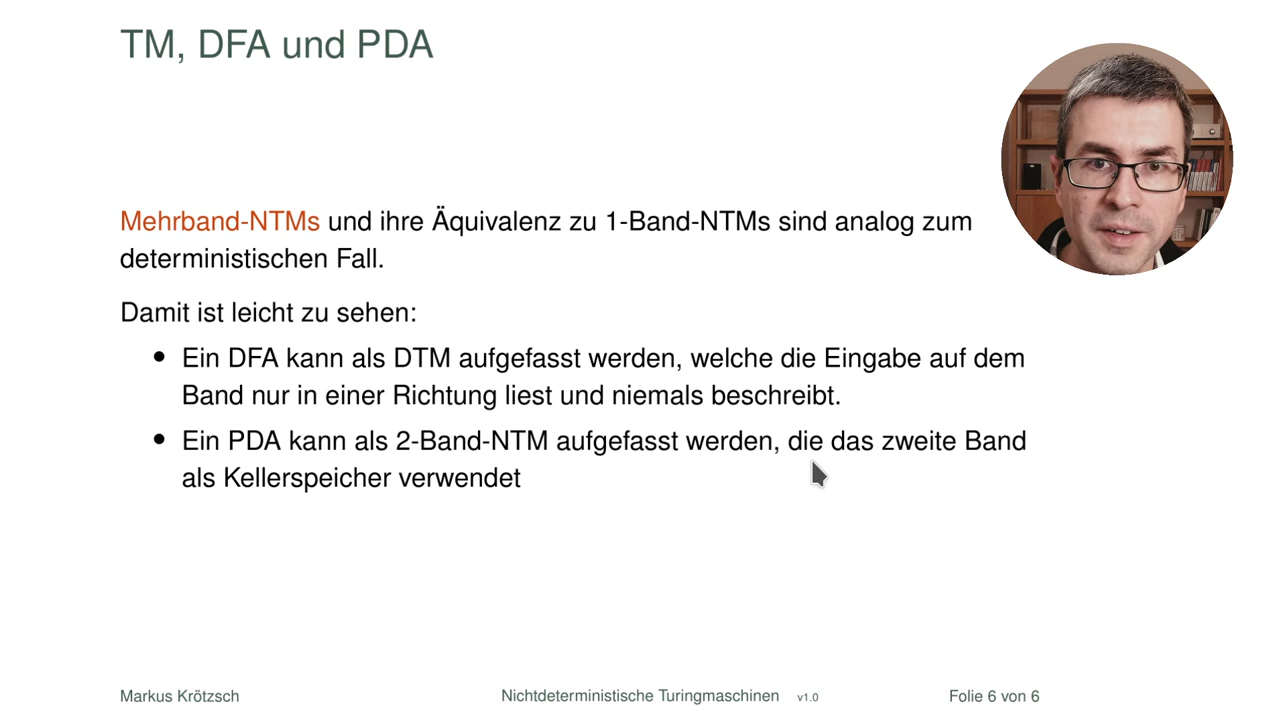 TM, DFA und PDA
Mehrband-NTMs und ihre Äquivalenz zu 1-Band-NTMs sind analog zum
deterministischen Fall.
Damit ist leicht zu sehen:
• Ein DFA kann als DTM aufgefasst werden, welche die Eingabe auf dem
Band nur in einer Richtung liest und niemals beschreibt.
• Ein PDA kann als 2-Band-NTM aufgefasst werden, die das zweite Band
als Kellerspeicher verwendet
Markus Krötzsch Nichtdeterministische Turingmaschinen v1.0 Folie 6 von 6